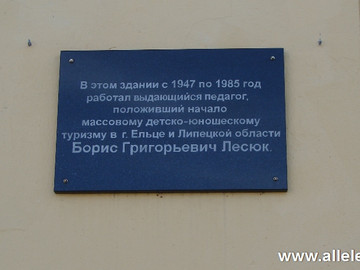 В этом здании с 1947 по 1985 год
работал выдающийся педагог,
положивший начало
массовому детско-юношескому
туризму в г. Ельце и Липецкой области
Борис Григорьевич Лесюк.
www.allele